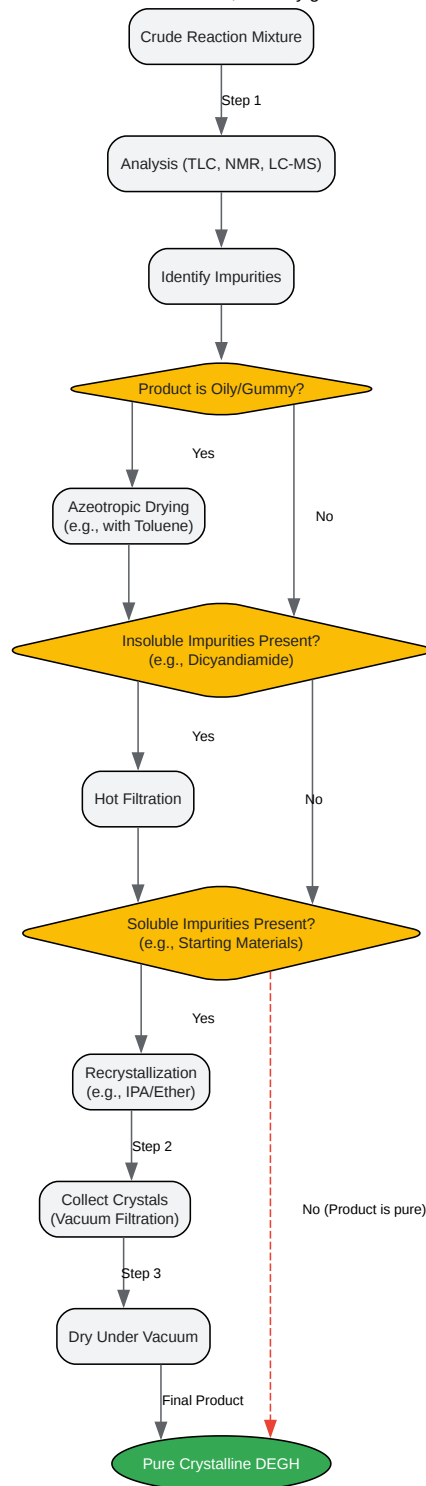 Crude Reaction Mixture
Step 1
Analysis (TLC, NMR, LC-MS)
Identify Impurities
Product is Oily/Gummy?
Yes
Azeotropic Drying
(e.g., with Toluene)
No
Insoluble Impurities Present?
(e.g., Dicyandiamide)
Yes
Hot Filtration
No
Soluble Impurities Present?
(e.g., Starting Materials)
Yes
Recrystallization
(e.g., IPA/Ether)
Step 2
Collect Crystals
(Vacuum Filtration)
No (Product is pure)
Step 3
Dry Under Vacuum
Final Product
Pure Crystalline DEGH